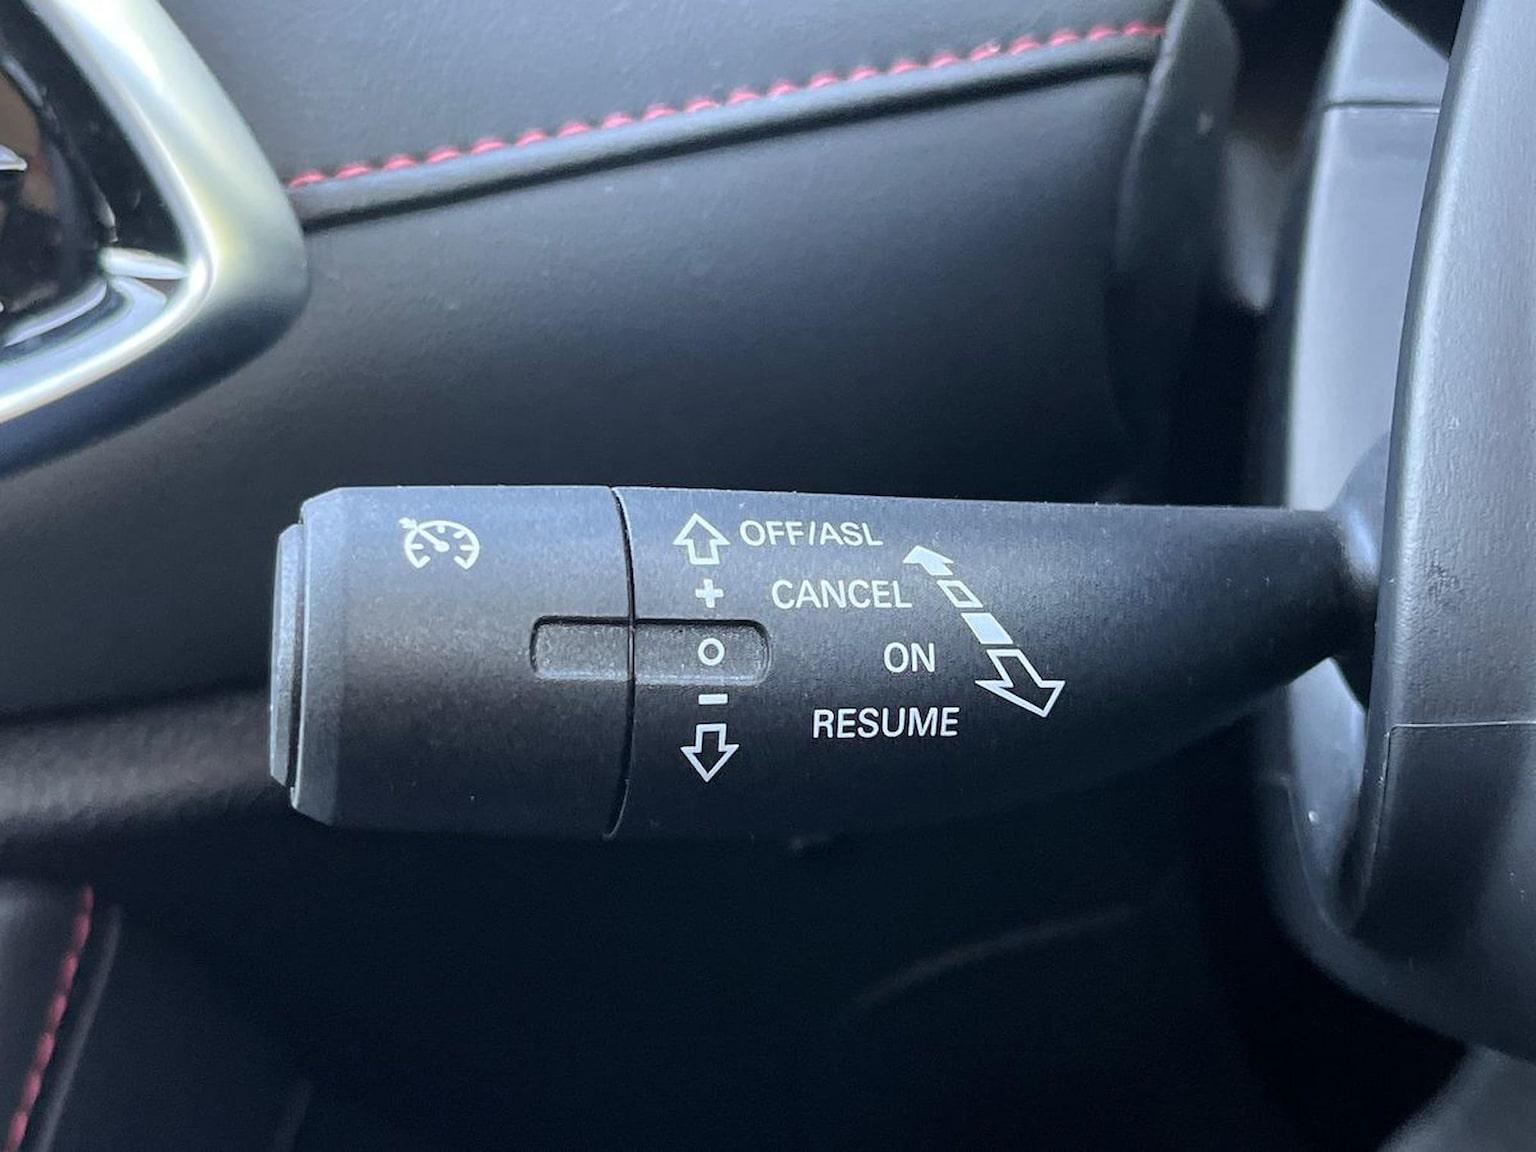 OFF/ASL
+ CANCEL
O ON
- RESUME